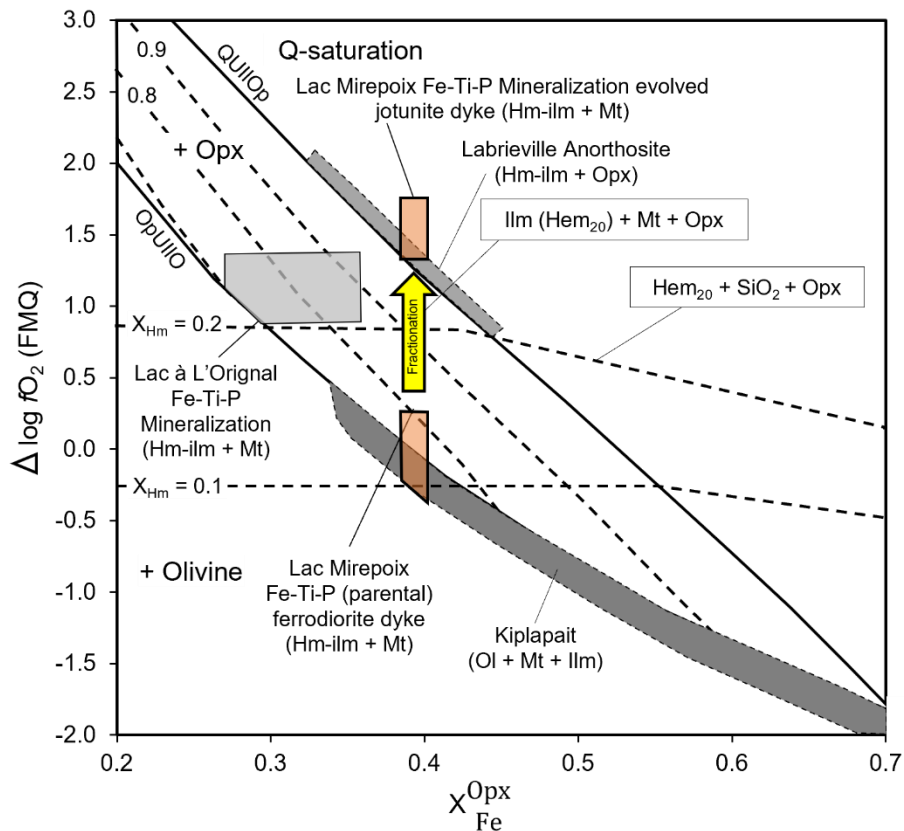 3.0
2.5
2.0
1.5
1.0
0.5
0.0
-0.5
-1.0
-1.5
-2.0
Δ log fO₂ (FMQ)
0.9
0.8
QUIlOp
Q-saturation
Lac Mirepoix Fe-Ti-P Mineralization evolved
jotunite dyke (Hm-ilm + Mt)
+ Opx
Labrieville Anorthosite
(Hm-ilm + Opx)
OpUIlO
Ilm (Hem₂₀) + Mt + Opx
Hem₂₀ + SiO₂ + Opx
Fractionation
X_Hm = 0.2
Lac à L'Orignal
Fe-Ti-P
Mineralization
(Hm-ilm + Mt)
X_Hm = 0.1
+ Olivine
Lac Mirepoix
Fe-Ti-P (parental)
ferrodiorite dyke
(Hm-ilm + Mt)
Kiplapait
(Ol + Mt + Ilm)
0.2 0.3 0.4 0.5 0.6 0.7
X Opx Fe